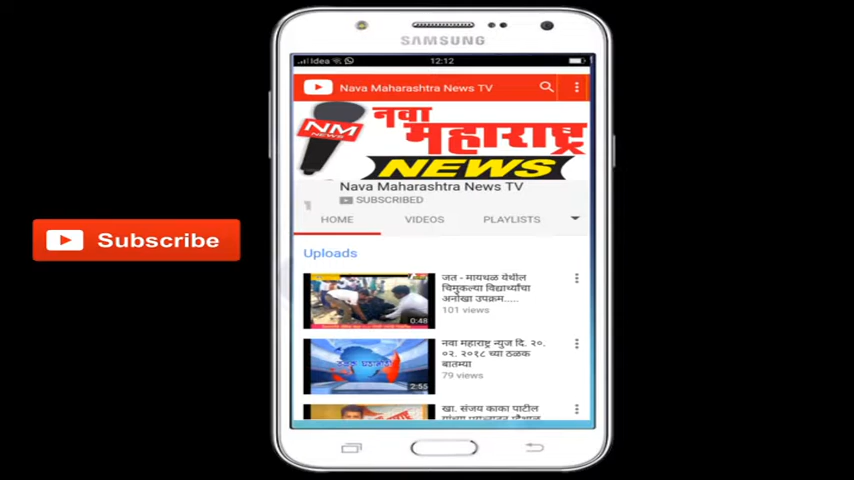 SAMSUNG
Idea
12:12
Nava Maharashtra News TV
NM
NEWS
नवा
महाराष्ट्र
NEWS
Nava Maharashtra News TV
SUBSCRIBED
HOME VIDEOS PLAYLISTS
Subscribe
Uploads
जत - मायथळ येथील
चिमुकल्या विद्यार्थ्यांचा
अनोखा उपक्रम.....
101 views
0:48
नवा महाराष्ट्र न्युज दि. २०.
०२. २०१८ च्या ठळक
बातम्या
79 views
2:55
खा. संजय काका पाटील